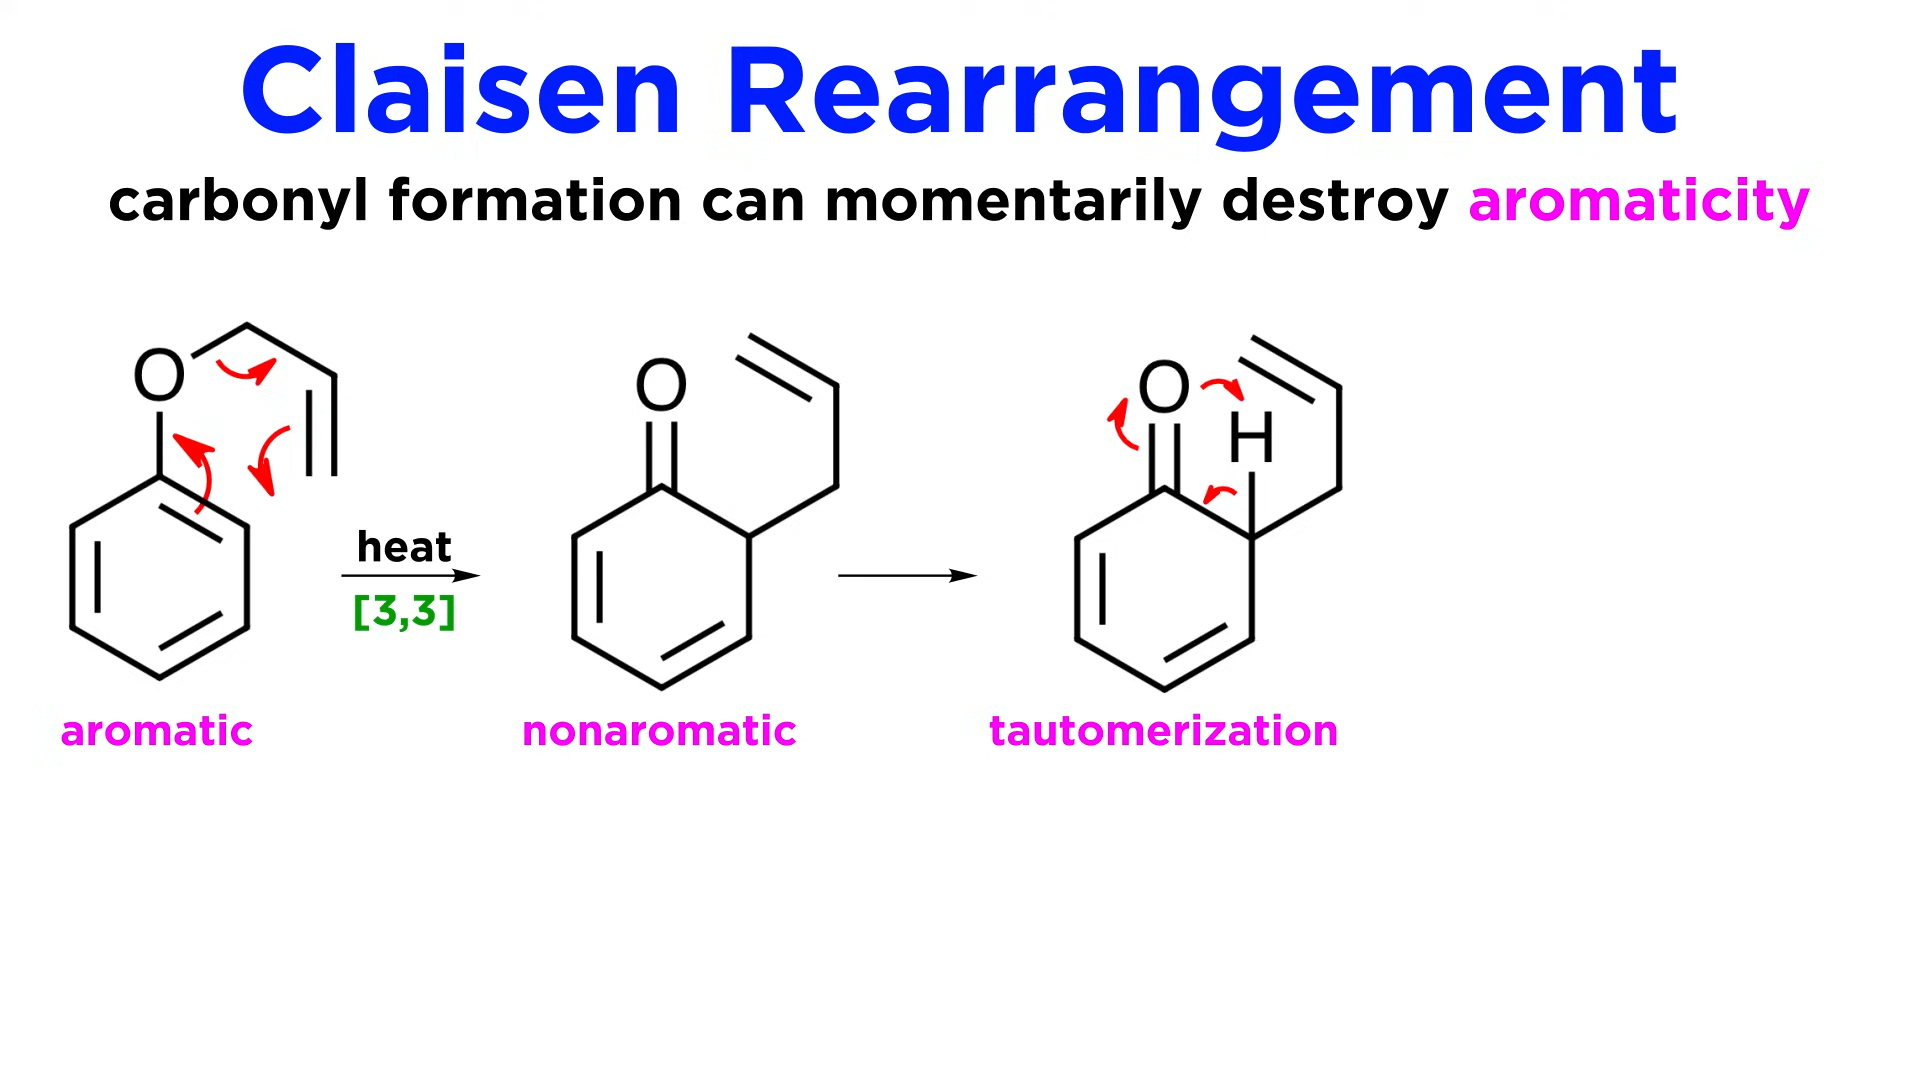 Claisen Rearrangement
carbonyl formation can momentarily destroy aromaticity
O
O
O
H
heat
[3,3]
aromatic
nonaromatic
tautomerization